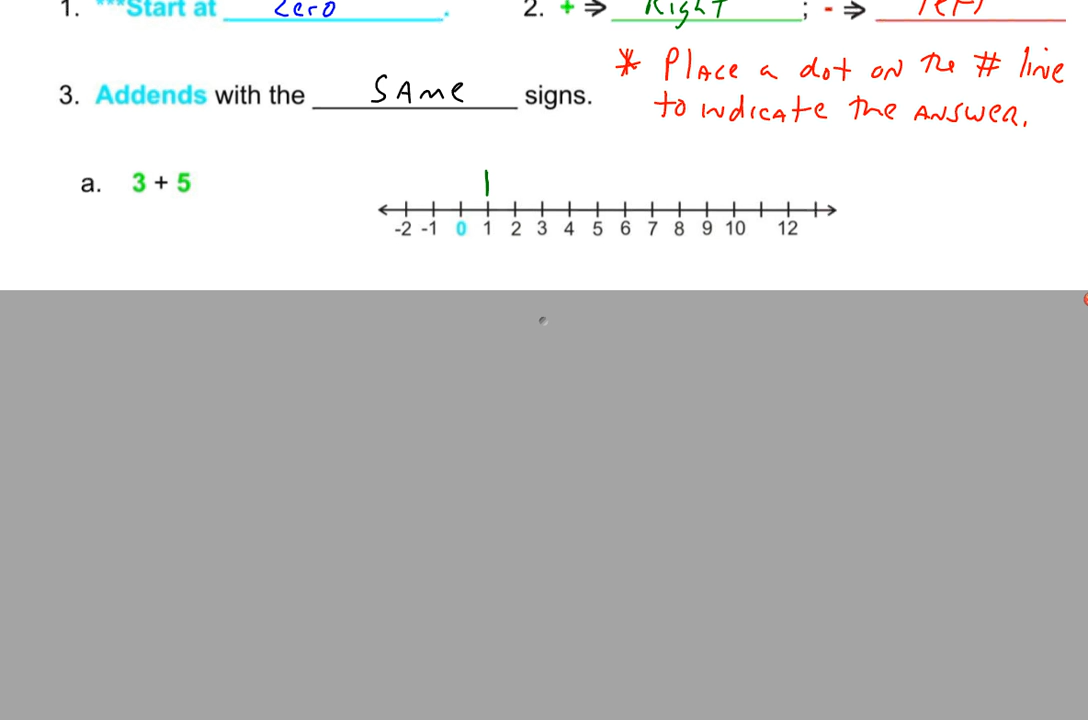 1. ***Start at zero. 2. + ⇒ Right ; - ⇒ left
* Place a dot on the # line
to indicate the answer.
3. Addends with the SAme signs.
a. 3 + 5
-2 -1 0 1 2 3 4 5 6 7 8 9 10 12